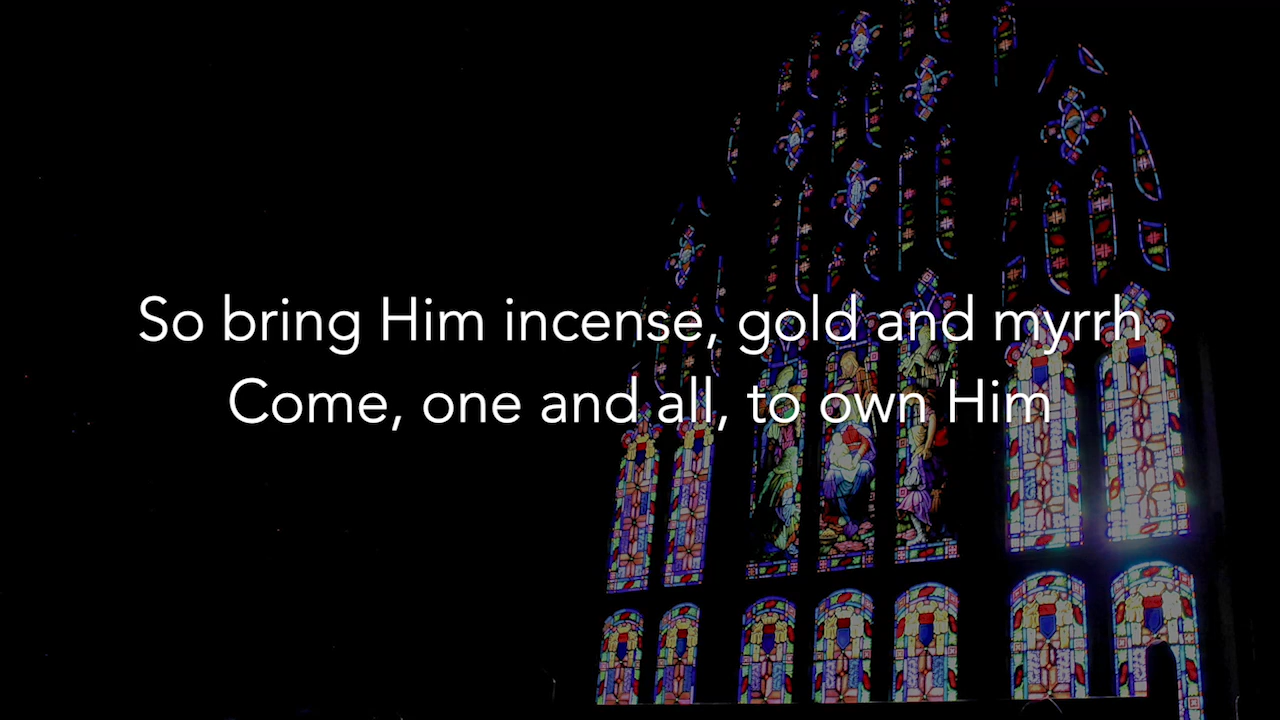 So bring Him incense, gold and myrrh
Come, one and all, to own Him